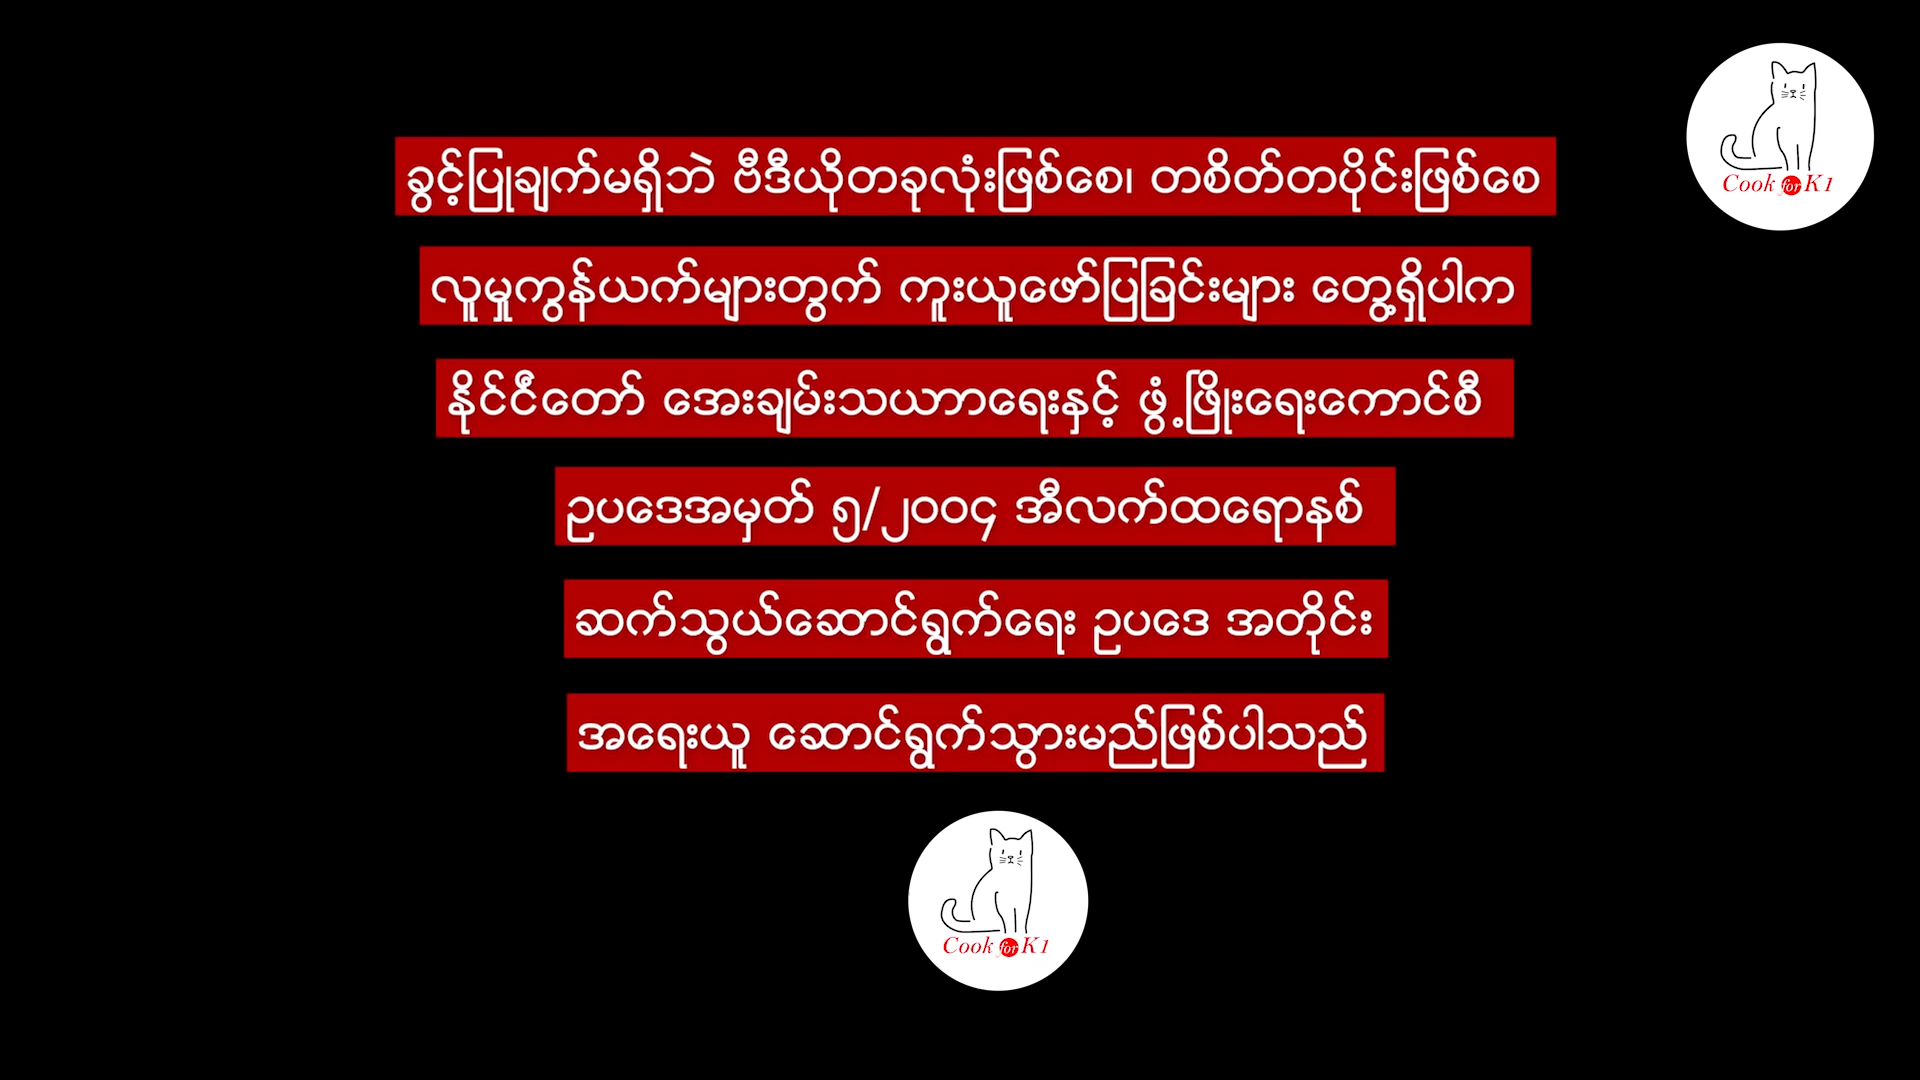 Cook for K1
ခွင့်ပြုချက်မရှိဘဲ ဗီဒီယိုတခုလုံးဖြစ်စေ၊ တစိတ်တပိုင်းဖြစ်စေ
လူမှုကွန်ယက်များတွက် ကူးယူဖော်ပြခြင်းများ တွေ့ရှိပါက
နိုင်ငီတော် အေးချမ်းသယာာရေးနှင့် ဖွံ့ဖြိုးရေးကောင်စီ
ဥပဒေအမှတ် ၅/၂၀၀၄ အီလက်ထရောနစ်
ဆက်သွယ်ဆောင်ရွက်ရေး ဥပဒေ အတိုင်း
အရေးယူ ဆောင်ရွက်သွားမည်ဖြစ်ပါသည်
Cook for K1